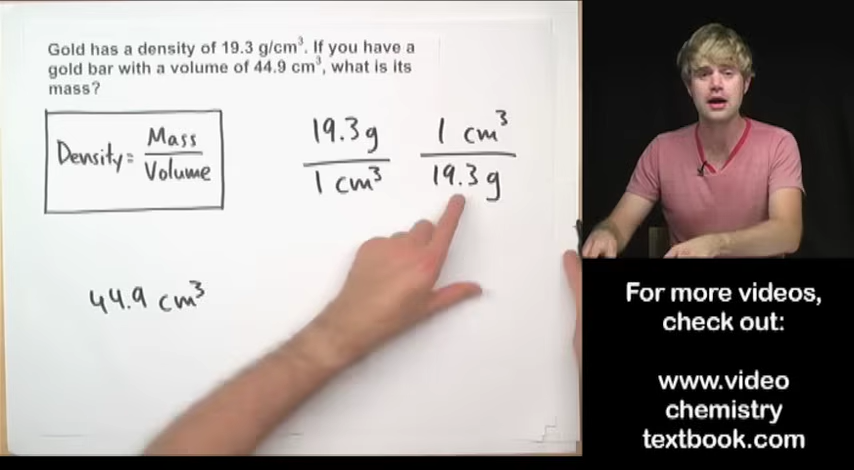 Gold has a density of 19.3 g/cm³. If you have a
gold bar with a volume of 44.9 cm³, what is its
mass?
Density = Mass
Volume
19.3 g
1 cm³
1 cm³
19.3 g
44.9 cm³
For more videos,
check out:
www.video
chemistry
textbook.com